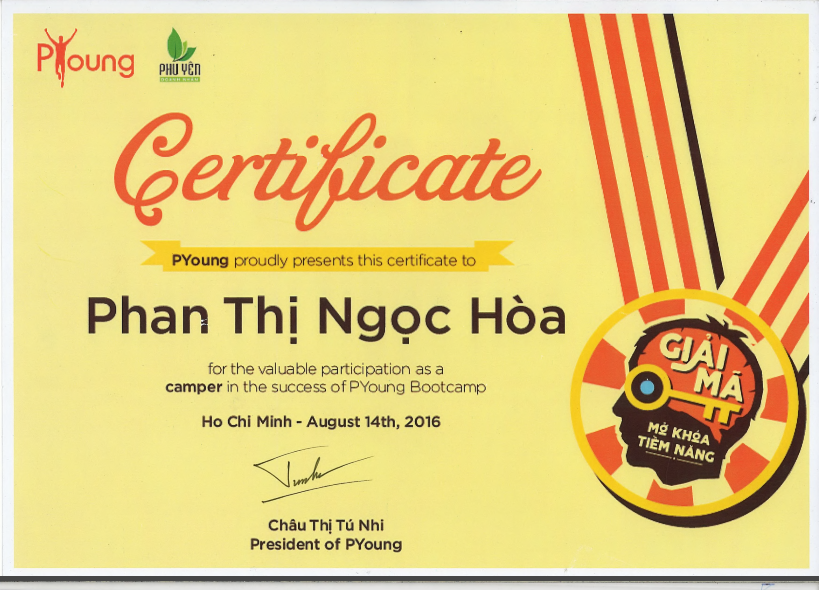 PYoung
PHÚ YÊN
Certificate
PYoung proudly presents this certificate to
Phan Thị Ngọc Hòa
for the valuable participation as a
camper in the success of PYoung Bootcamp
Ho Chi Minh - August 14th, 2016
Châu Thị Tú Nhi
President of PYoung
GIẢI
MÃ
MỞ KHÓA
TIỀM NĂNG